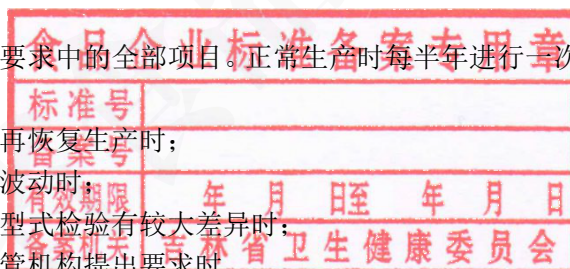 食品企业标准备案专用章
要求中的全部项目。正常生产时每半年进行一次
标准号
再恢复生产时；
备案号
波动时；
有效期限 年 月 日至 年 月 日
型式检验有较大差异时；
备案机关 吉林省卫生健康委员会
管机构提出要求时